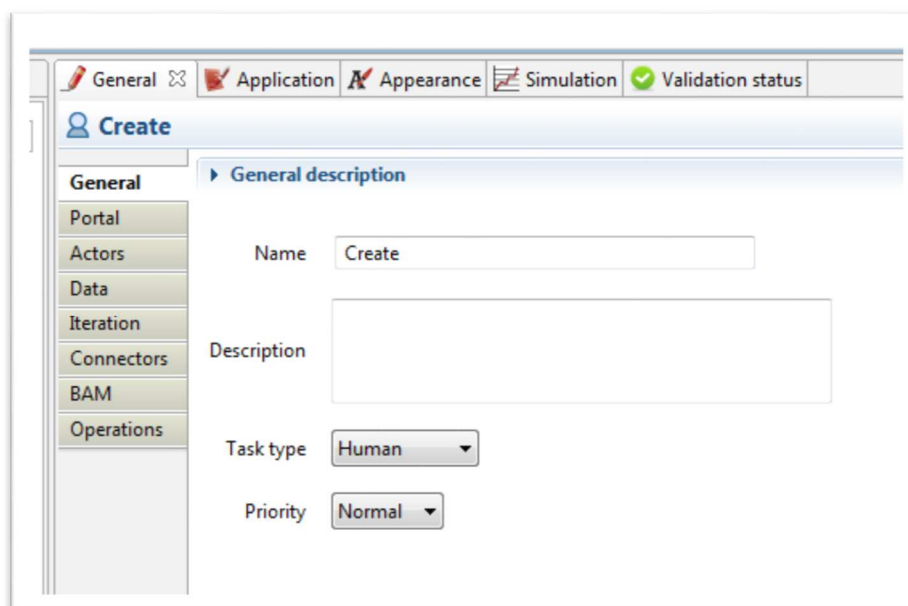 General Application Appearance Simulation Validation status
Create
General
Portal
Actors
Data
Iteration
Connectors
BAM
Operations
General description
Name Create
Description
Task type Human
Priority Normal